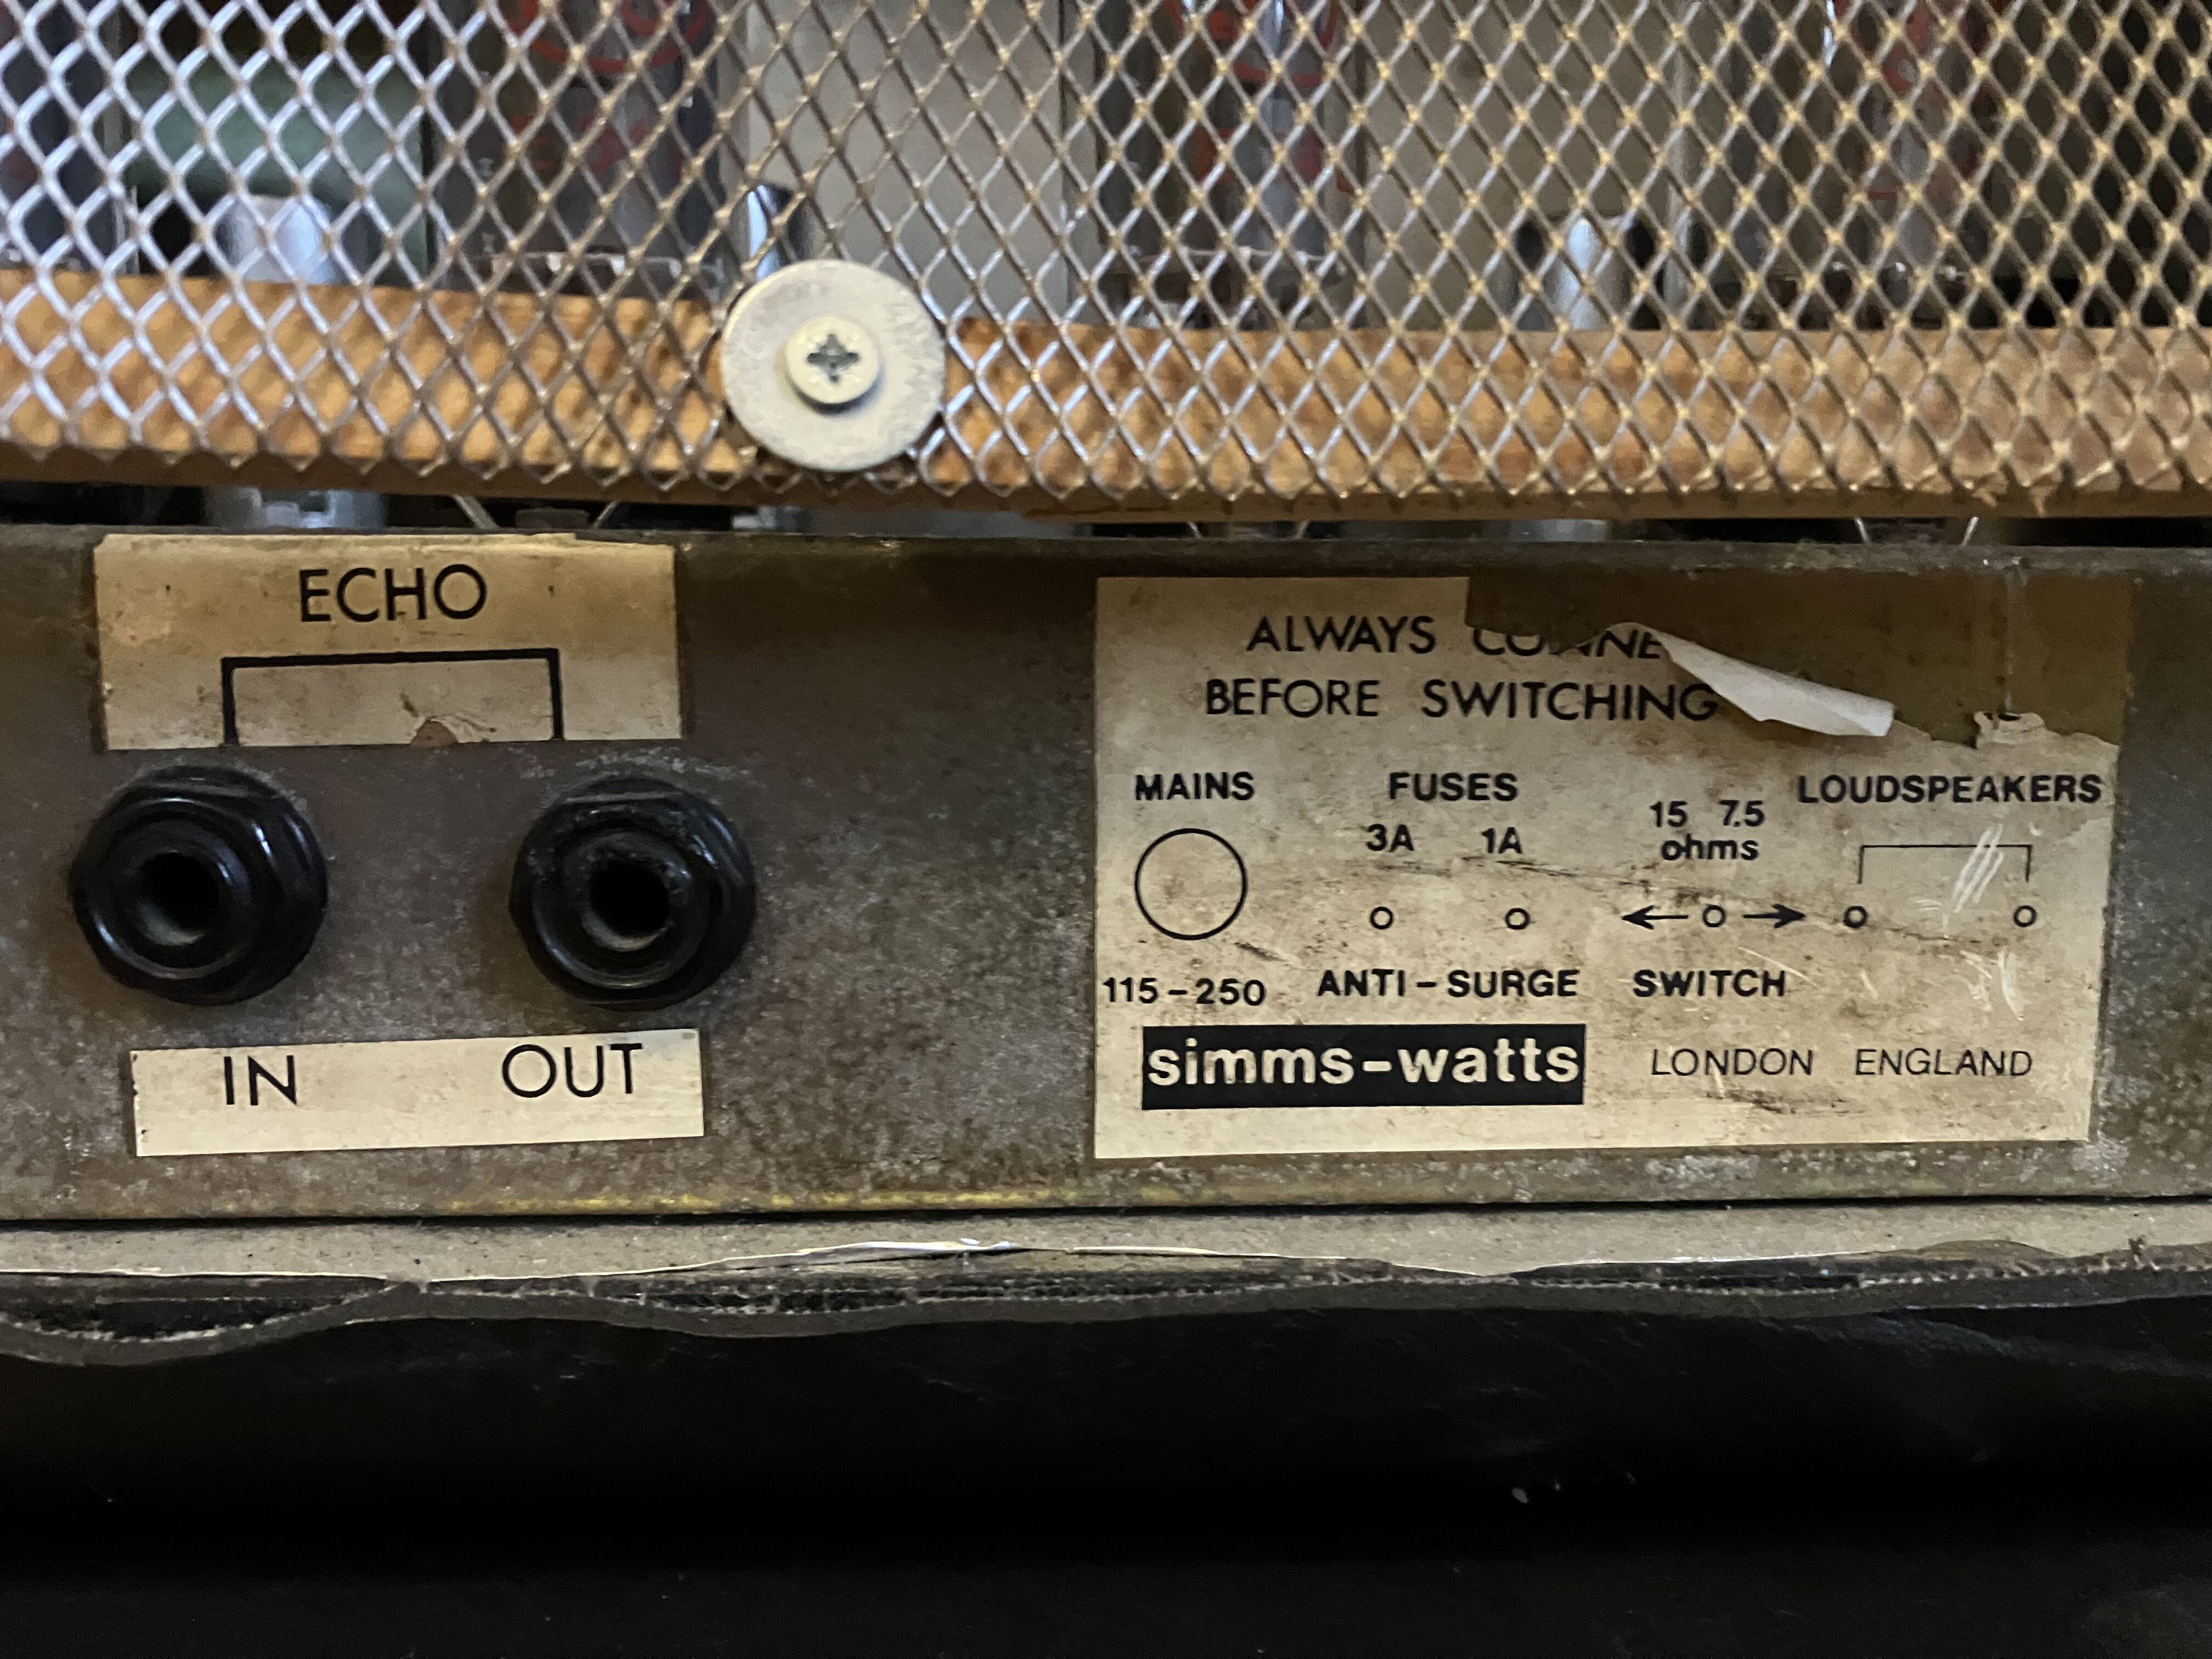 ECHO
IN OUT
ALWAYS CONNE
BEFORE SWITCHING
MAINS FUSES LOUDSPEAKERS
15 7.5
3A 1A ohms
115-250 ANTI-SURGE SWITCH
simms-watts LONDON ENGLAND